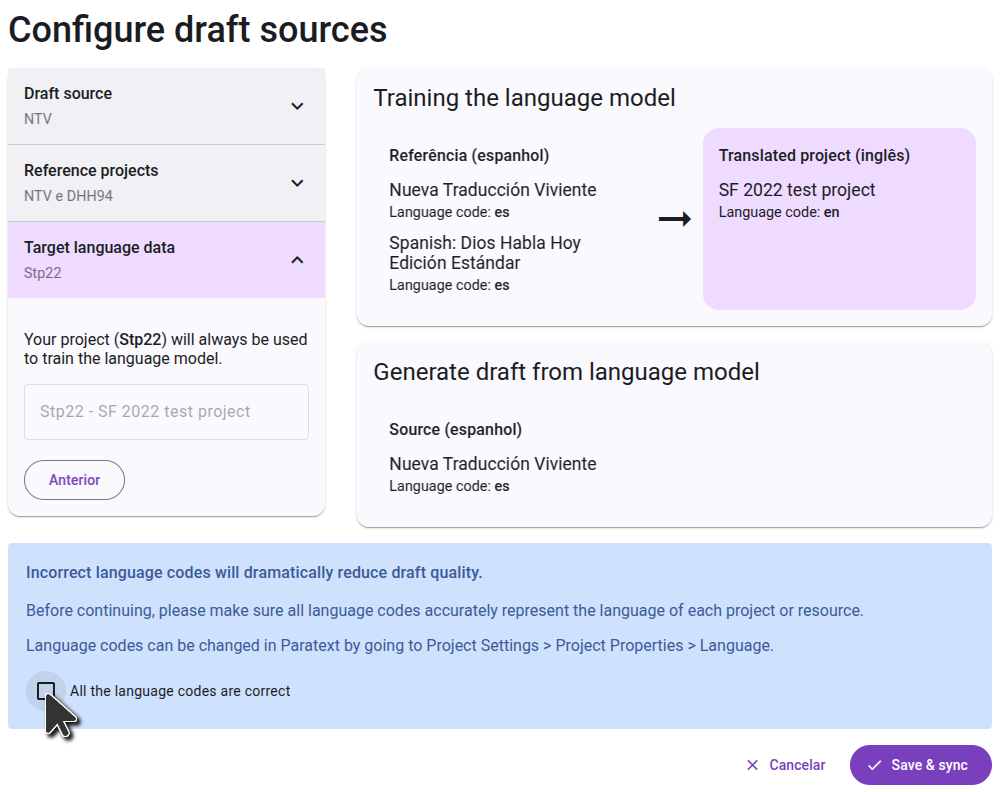 Configure draft sources
Draft source
NTV
Reference projects
NTV e DHH94
Target language data
Stp22
Your project (Stp22) will always be used
to train the language model.
Stp22 - SF 2022 test project
Anterior
Training the language model
Referência (espanhol)
Nueva Traducción Viviente
Language code: es
Spanish: Dios Habla Hoy
Edición Estándar
Language code: es
Translated project (inglês)
SF 2022 test project
Language code: en
Generate draft from language model
Source (espanhol)
Nueva Traducción Viviente
Language code: es
Incorrect language codes will dramatically reduce draft quality.
Before continuing, please make sure all language codes accurately represent the language of each project or resource.
Language codes can be changed in Paratext by going to Project Settings > Project Properties > Language.
All the language codes are correct
Cancelar
Save & sync